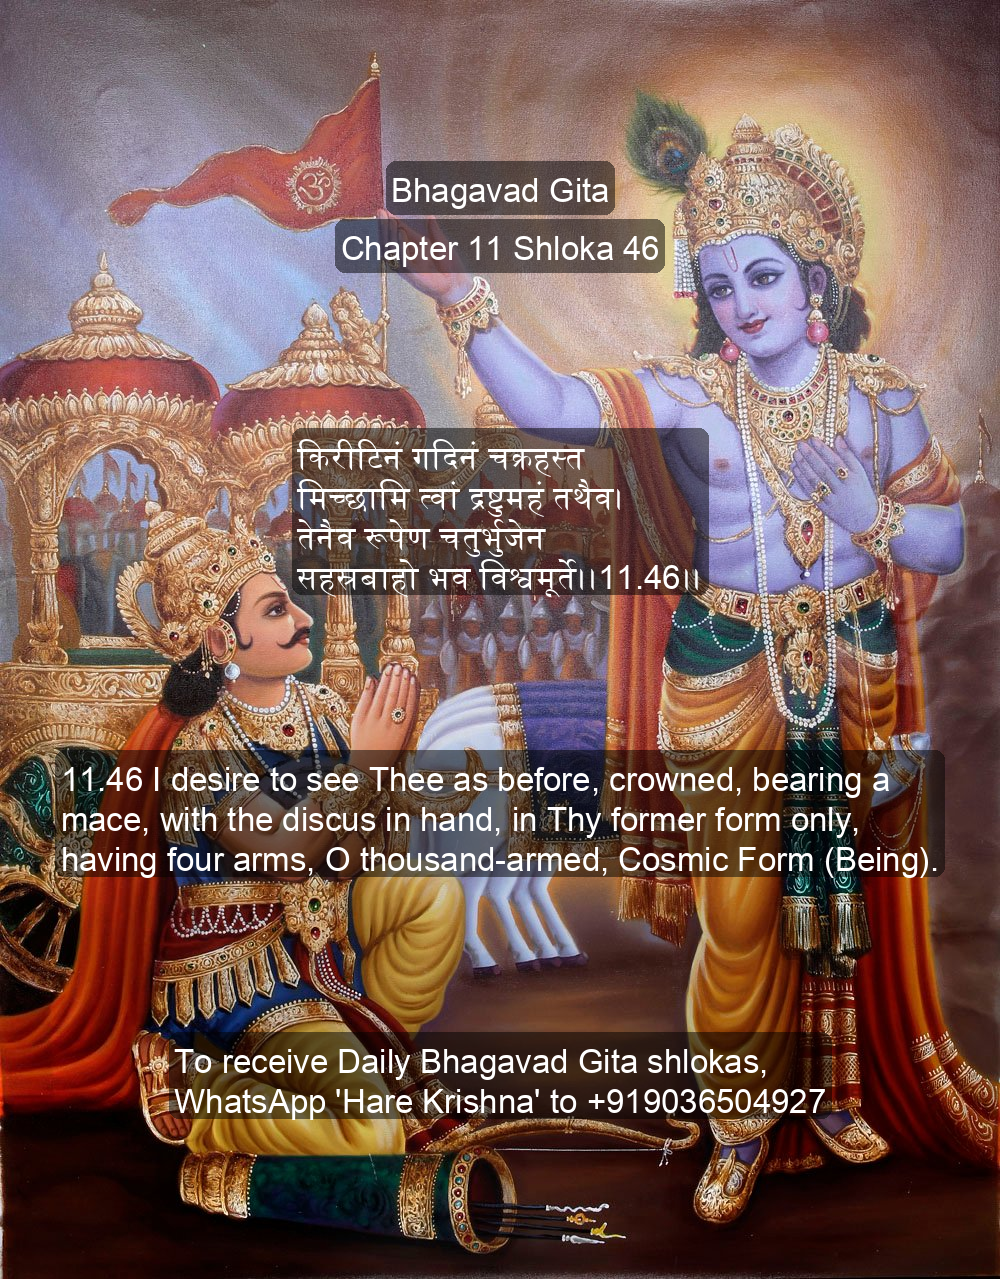 ॐ
Bhagavad Gita
Chapter 11 Shloka 46
किरीटिनं गदिनं चक्रहस्त
मिच्छामि त्वां द्रष्टुमहं तथैव।
तेनैव रूपेण चतुर्भुजेन
सहस्रबाहो भव विश्वमूर्ते।।11.46।।
11.46 I desire to see Thee as before, crowned, bearing a
mace, with the discus in hand, in Thy former form only,
having four arms, O thousand-armed, Cosmic Form (Being).
To receive Daily Bhagavad Gita shlokas,
WhatsApp 'Hare Krishna' to +919036504927